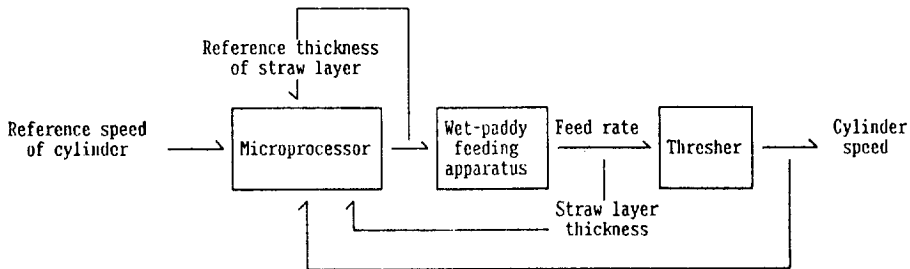 Reference thickness
of straw layer
Reference speed
of cylinder
Microprocessor
Wet-paddy
feeding
apparatus
Feed rate
Thresher
Cylinder
speed
Straw layer
thickness